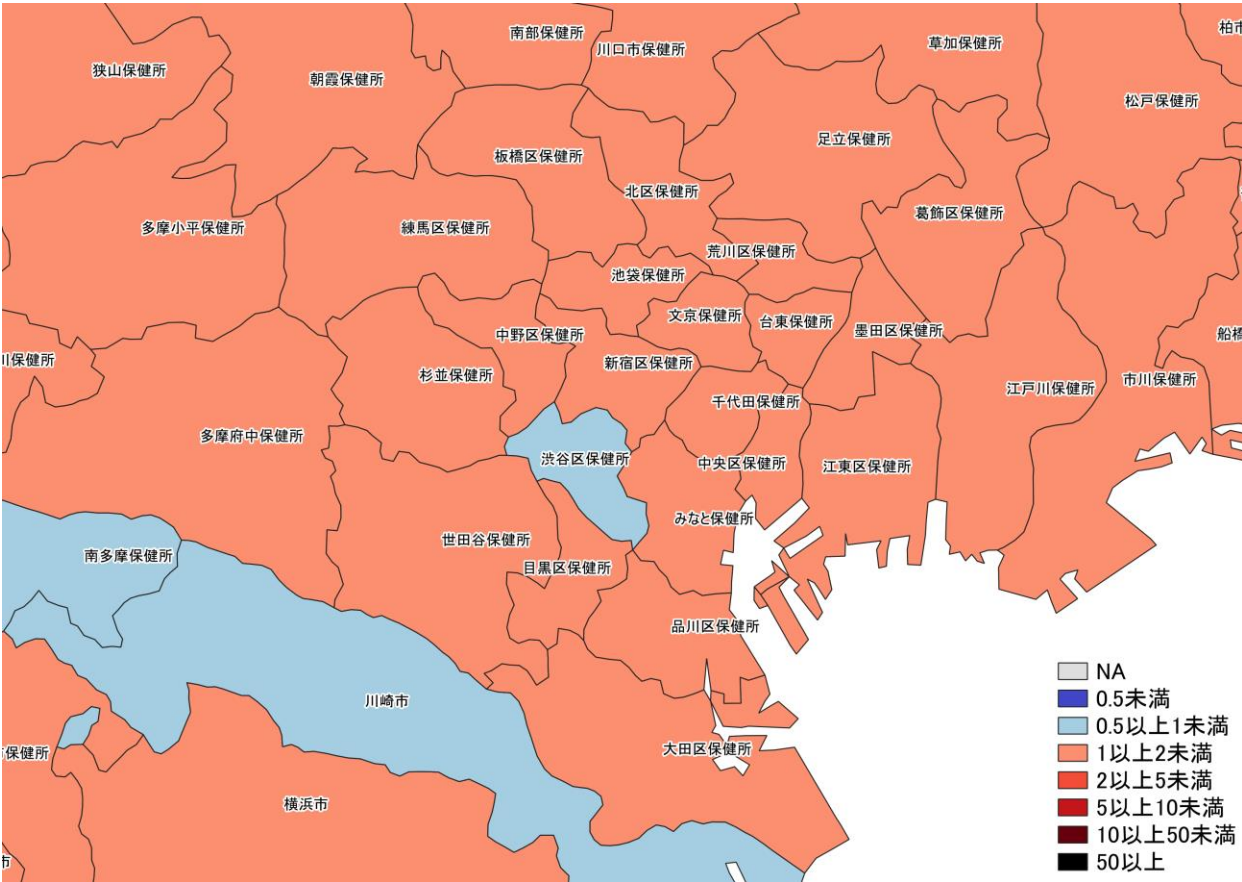 南部保健所
川口市保健所
草加保健所
柏市
狭山保健所
朝霞保健所
松戸保健所
板橋区保健所
足立保健所
北区保健所
葛飾区保健所
多摩小平保健所
練馬区保健所
荒川区保健所
池袋保健所
文京保健所
台東保健所
墨田区保健所
中野区保健所
船橋
川保健所
新宿区保健所
杉並保健所
市川保健所
江戸川保健所
千代田保健所
多摩府中保健所
渋谷区保健所
中央区保健所
江東区保健所
みなと保健所
世田谷保健所
南多摩保健所
目黒区保健所
品川区保健所
川崎市
大田区保健所
市保健所
横浜市
市
NA
0.5未満
0.5以上1未満
1以上2未満
2以上5未満
5以上10未満
10以上50未満
50以上